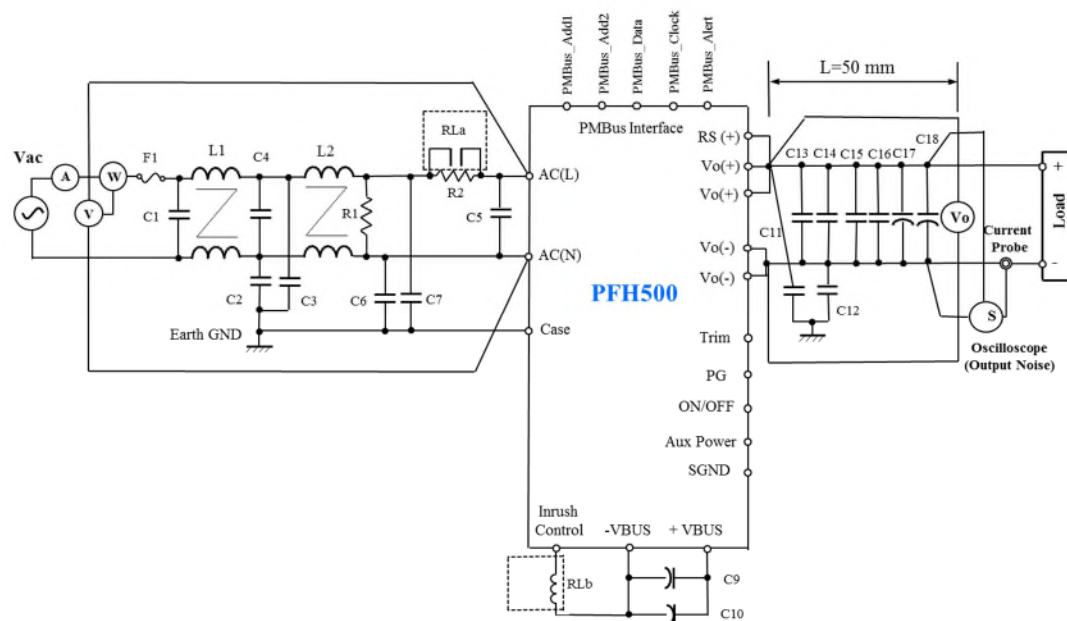 PMBus_Add1
PMBus_Add2
PMBus_Data
PMBus_Clock
PMBus_Alert
L=50 mm
PMBus Interface
RLa
RS (+)
Vo(+)
Vo(+)
C13
C14
C15
C16
C17
C18
Vac
A
W
V
F1
L1
C4
L2
R2
AC(L)
C1
R1
C5
C11
Vo
Current
Probe
+
Load
-
AC(N)
Vo(-)
Vo(-)
PFH500
C2
C3
C6
C7
C12
S
Earth GND
Case
Trim
Oscilloscope
(Output Noise)
PG
ON/OFF
Aux Power
SGND
Inrush
Control
-VBUS
+ VBUS
RLb
C9
C10